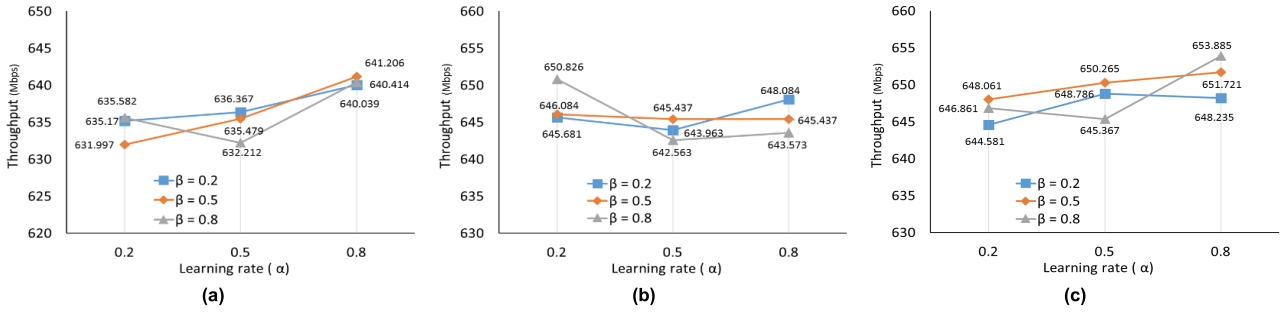 650
645
640
635
630
625
620
Throughput (Mbps)
641.206
640.414
640.039
635.582
636.367
635.17
635.479
631.997
632.212
β = 0.2
β = 0.5
β = 0.8
0.2 0.5 0.8
Learning rate ( α)
(a)
660
655
650
645
640
635
630
Throughput (Mbps)
650.826
648.084
646.084
645.437
645.437
645.681
643.963
642.563
643.573
β = 0.2
β = 0.5
β = 0.8
0.2 0.5 0.8
Learning rate ( α)
(b)
660
655
650
645
640
635
630
Throughput (Mbps)
653.885
650.265
648.061
651.721
648.786
646.861
648.235
645.367
644.581
β = 0.2
β = 0.5
β = 0.8
0.2 0.5 0.8
Learning rate ( α)
(c)